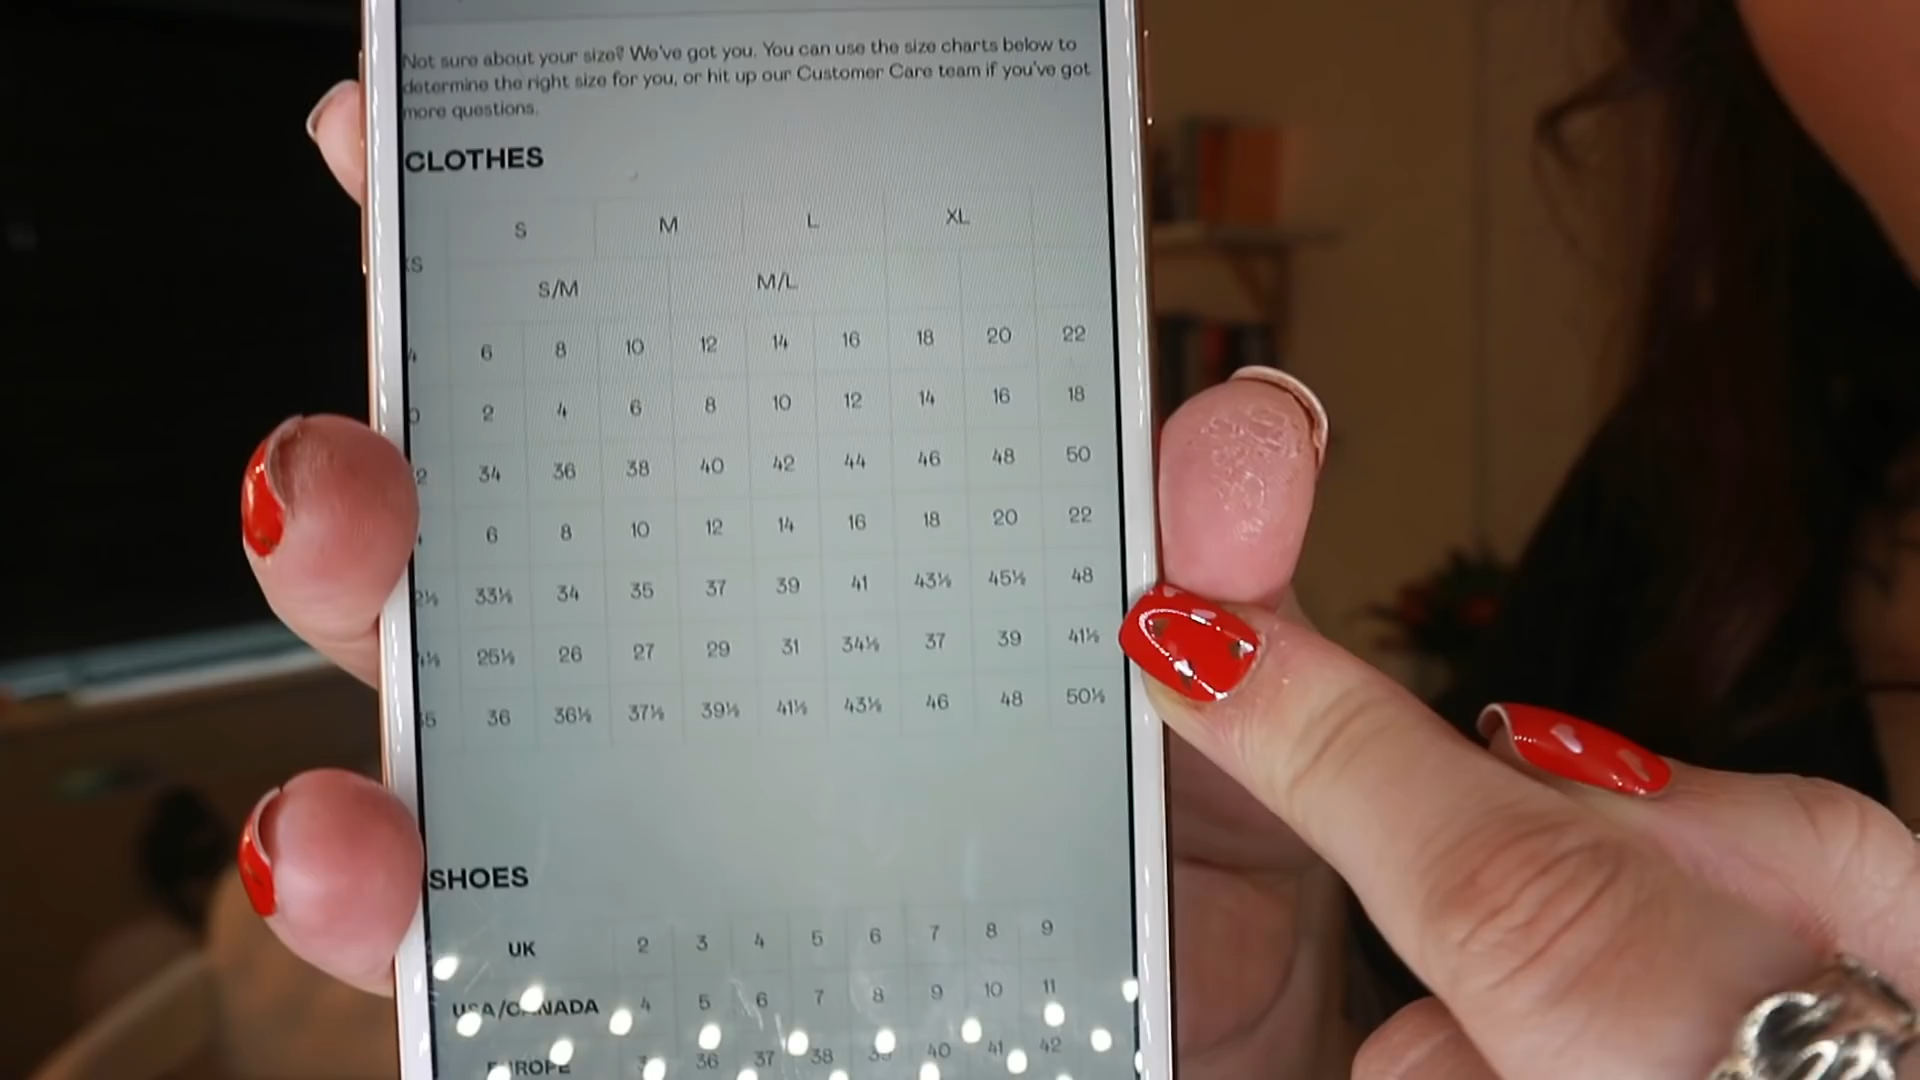 Not sure about your size? We've got you. You can use the size charts below to
determine the right size for you, or hit up our Customer Care team if you've got
more questions.
CLOTHES
S M L XL
S/M M/L
6 8 10 12 14 16 18 20 22
2 4 6 8 10 12 14 16 18
34 36 38 40 42 44 46 48 50
6 8 10 12 14 16 18 20 22
33½ 34 35 37 39 41 43½ 45½ 48
25½ 26 27 29 31 34½ 37 39 41½
36 36½ 37½ 39½ 41½ 43½ 46 48 50½
SHOES
UK 2 3 4 5 6 7 8 9
USA/CANADA 4 5 6 7 8 9 10 11
EUROPE 36 37 38 40 41 42